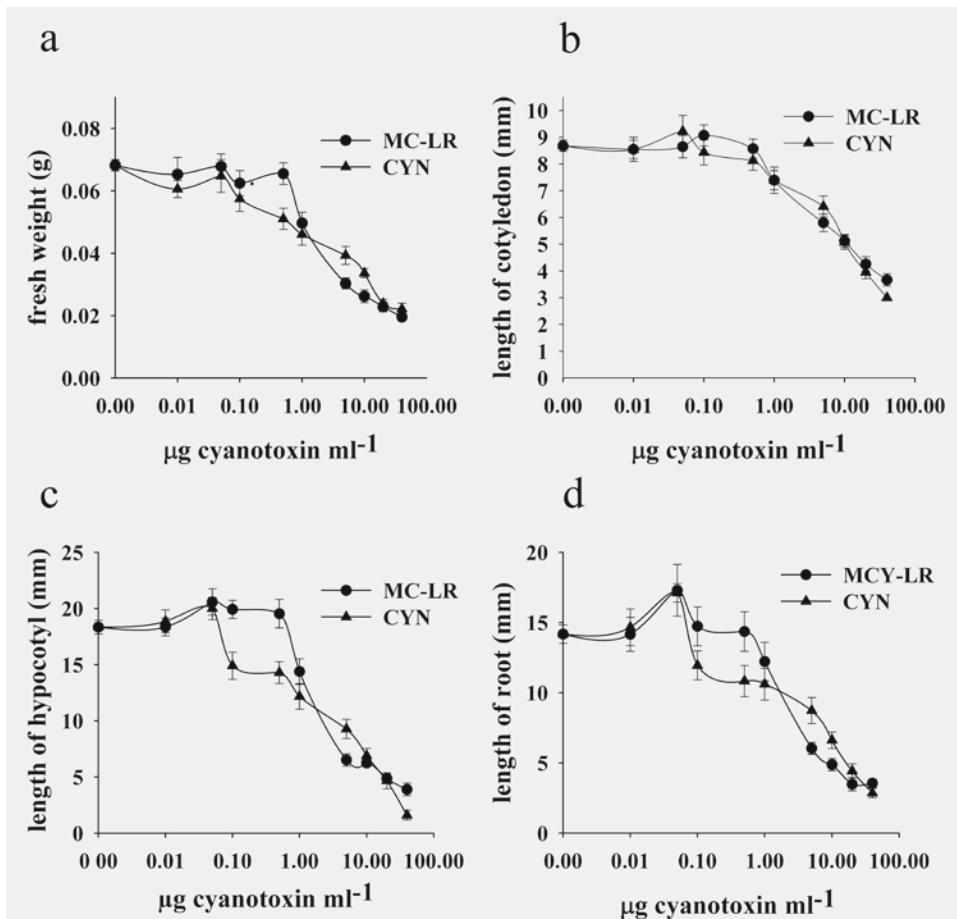 a
MC-LR
CYN
0.08
0.06
0.04
0.02
0.00
fresh weight (g)
0.00 0.01 0.10 1.00 10.00 100.00
µg cyanotoxin ml-1
b
MC-LR
CYN
10
9
8
7
6
5
4
3
2
1
0
length of cotyledon (mm)
0.00 0.01 0.10 1.00 10.00 100.00
µg cyanotoxin ml-1
c
MC-LR
CYN
25
20
15
10
5
0
length of hypocotyl (mm)
0.00 0.01 0.10 1.00 10.00 100.00
µg cyanotoxin ml-1
d
MCY-LR
CYN
20
15
10
5
0
length of root (mm)
0.00 0.01 0.10 1.00 10.00 100.00
µg cyanotoxin ml-1